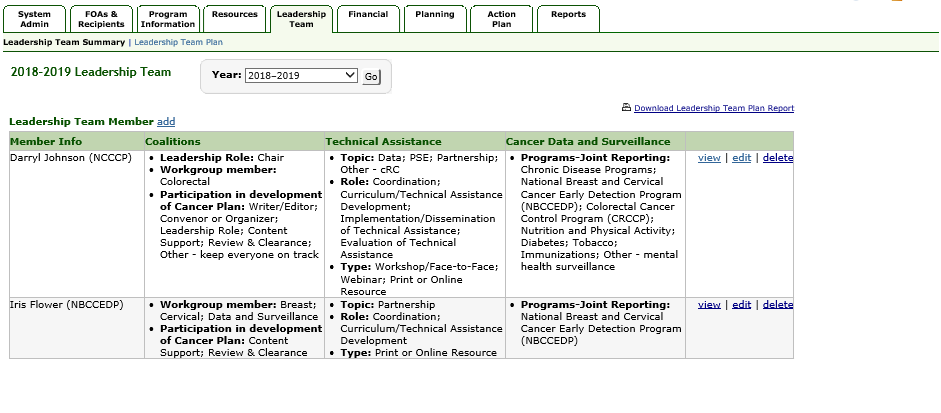 System Admin
FOAs & Recipients
Program Information
Resources
Leadership Team
Financial
Planning
Action Plan
Reports
Leadership Team Summary | Leadership Team Plan
2018-2019 Leadership Team
Year: 2018–2019 Go
Download Leadership Team Plan Report
Leadership Team Member add
Member Info
Coalitions
Technical Assistance
Cancer Data and Surveillance
Darryl Johnson (NCCCP)
• Leadership Role: Chair
• Workgroup member:
Colorectal
• Participation in development
of Cancer Plan: Writer/Editor;
Convenor or Organizer;
Leadership Role; Content
Support; Review & Clearance;
Other - keep everyone on track
• Topic: Data; PSE; Partnership;
Other - cRC
• Role: Coordination;
Curriculum/Technical Assistance
Development;
Implementation/Dissemination
of Technical Assistance;
Evaluation of Technical
Assistance
• Type: Workshop/Face-to-Face;
Webinar; Print or Online
Resource
• Programs-Joint Reporting:
Chronic Disease Programs;
National Breast and Cervical
Cancer Early Detection Program
(NBCCEDP); Colorectal Cancer
Control Program (CRCCP);
Nutrition and Physical Activity;
Diabetes; Tobacco;
Immunizations; Other - mental
health surveillance
view | edit | delete
Iris Flower (NBCCEDP)
• Workgroup member: Breast;
Cervical; Data and Surveillance
• Participation in development
of Cancer Plan: Content
Support; Review & Clearance
• Topic: Partnership
• Role: Coordination;
Curriculum/Technical Assistance
Development
• Type: Print or Online Resource
• Programs-Joint Reporting:
National Breast and Cervical
Cancer Early Detection Program
(NBCCEDP)
view | edit | delete